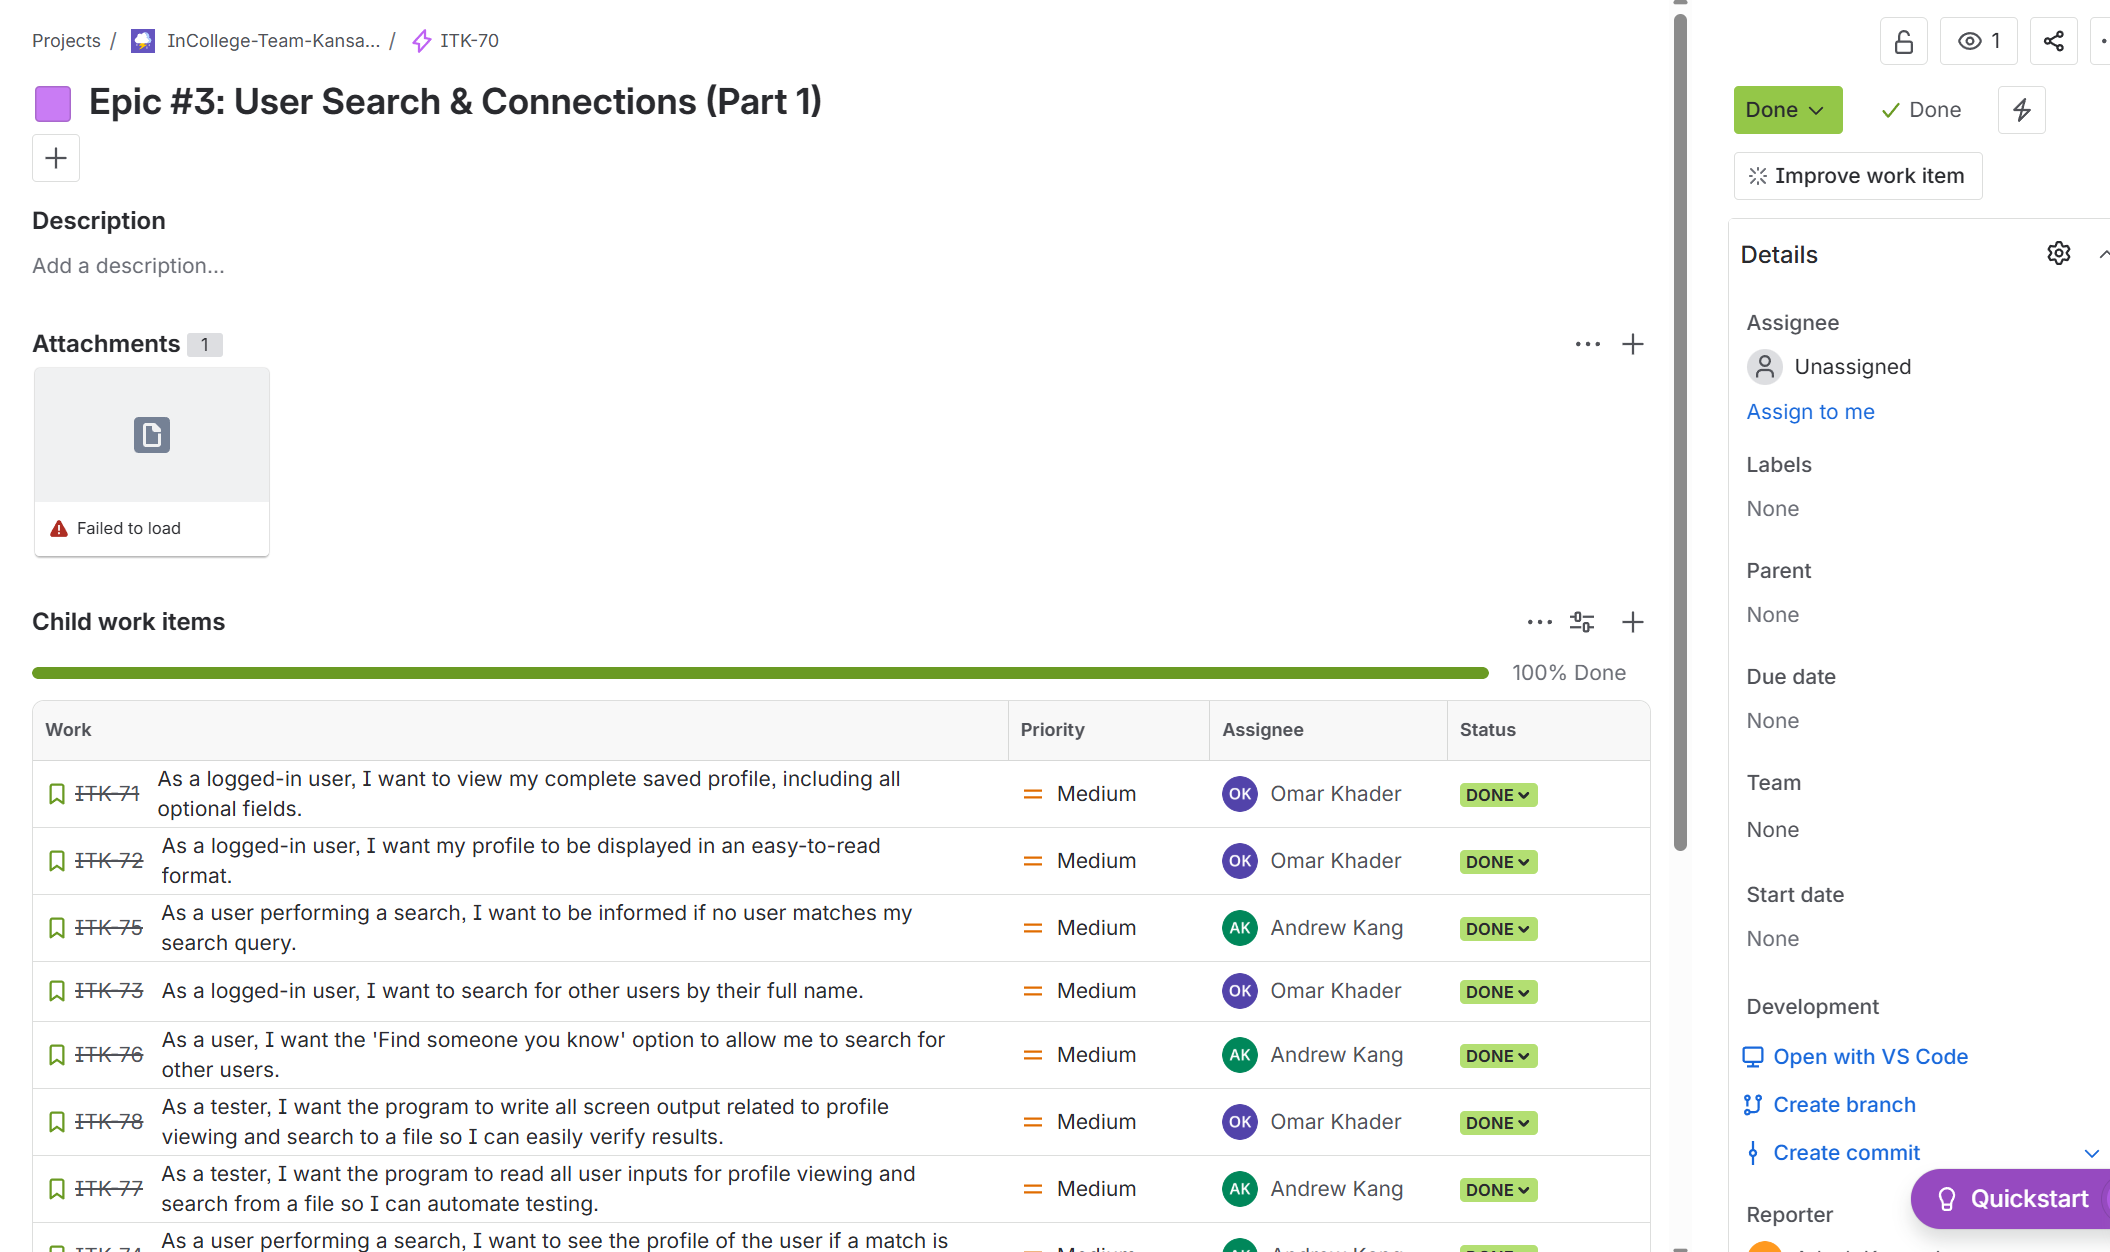 Projects / InCollege-Team-Kansa... / ITK-70
1
Epic #3: User Search & Connections (Part 1)
Done
Done
Improve work item
Description
Add a description...
Attachments 1
Failed to load
Child work items
100% Done
Work Priority Assignee Status
ITK-71 As a logged-in user, I want to view my complete saved profile, including all
optional fields.
Medium OK Omar Khader DONE
ITK-72 As a logged-in user, I want my profile to be displayed in an easy-to-read
format.
Medium OK Omar Khader DONE
ITK-75 As a user performing a search, I want to be informed if no user matches my
search query.
Medium AK Andrew Kang DONE
ITK-73 As a logged-in user, I want to search for other users by their full name.
Medium OK Omar Khader DONE
ITK-76 As a user, I want the 'Find someone you know' option to allow me to search for
other users.
Medium AK Andrew Kang DONE
ITK-78 As a tester, I want the program to write all screen output related to profile
viewing and search to a file so I can easily verify results.
Medium OK Omar Khader DONE
ITK-77 As a tester, I want the program to read all user inputs for profile viewing and
search from a file so I can automate testing.
Medium AK Andrew Kang DONE
As a user performing a search, I want to see the profile of the user if a match is
Details
Assignee
Unassigned
Assign to me
Labels
None
Parent
None
Due date
None
Team
None
Start date
None
Development
Open with VS Code
Create branch
Create commit
Quickstart
Reporter